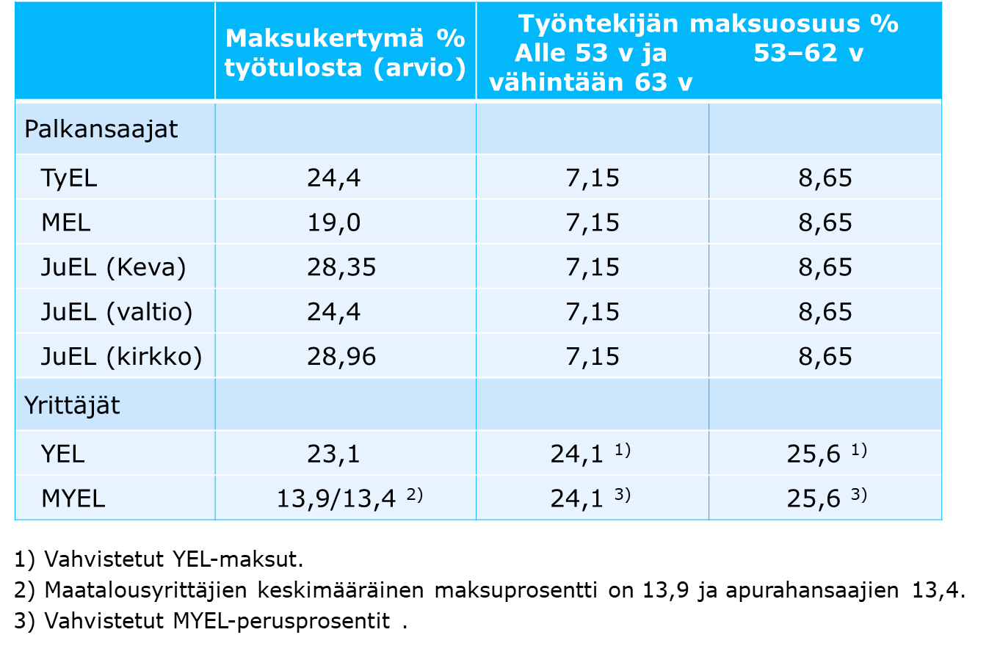 Maksukertymä %
työtulosta (arvio)
Työntekijän maksuosuus %
Alle 53 v ja
vähintään 63 v
53–62 v
Palkansaajat
TyEL 24,4 7,15 8,65
MEL 19,0 7,15 8,65
JuEL (Keva) 28,35 7,15 8,65
JuEL (valtio) 24,4 7,15 8,65
JuEL (kirkko) 28,96 7,15 8,65
Yrittäjät
YEL 23,1 24,1 1) 25,6 1)
MYEL 13,9/13,4 2) 24,1 3) 25,6 3)
1) Vahvistetut YEL-maksut.
2) Maatalousyrittäjien keskimääräinen maksuprosentti on 13,9 ja apurahansaajien 13,4.
3) Vahvistetut MYEL-perusprosentit .